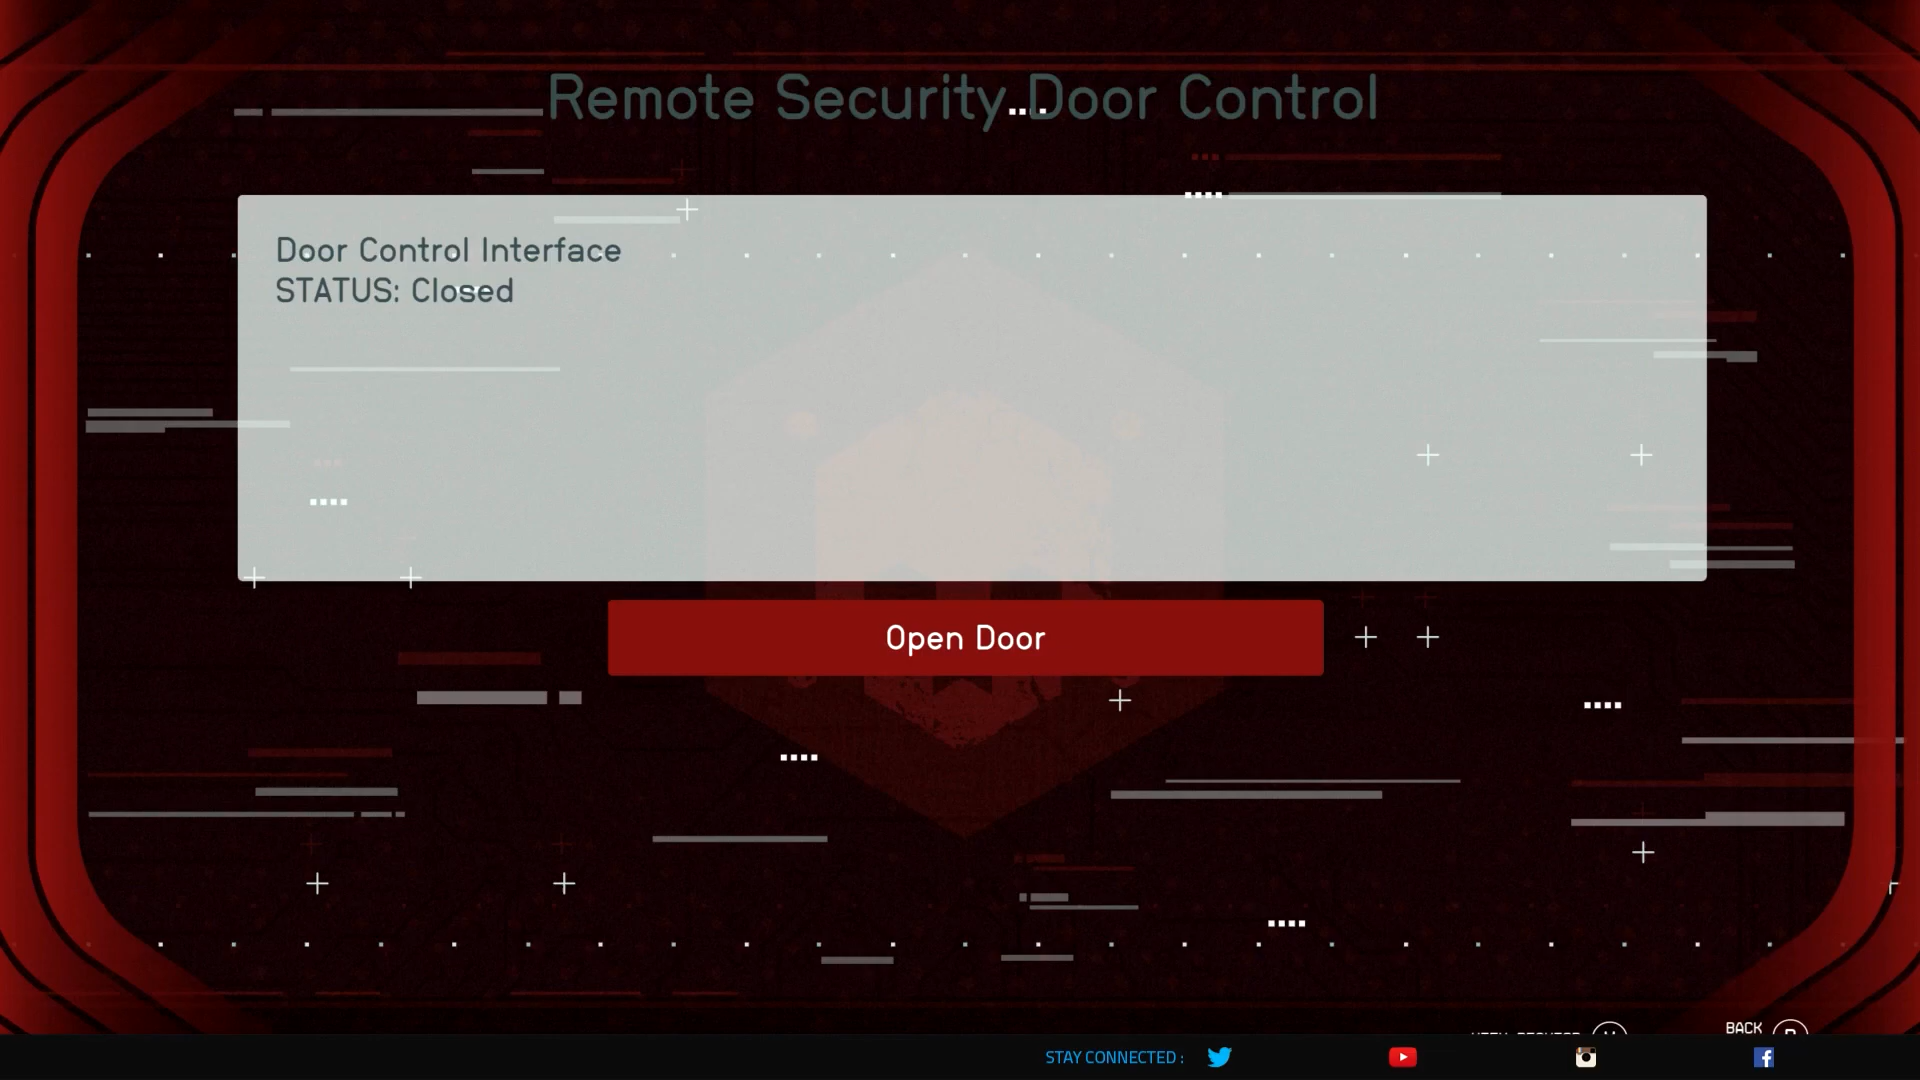 Remote Security Door Control
Door Control Interface
STATUS: Closed
Open Door
BACK
STAY CONNECTED :